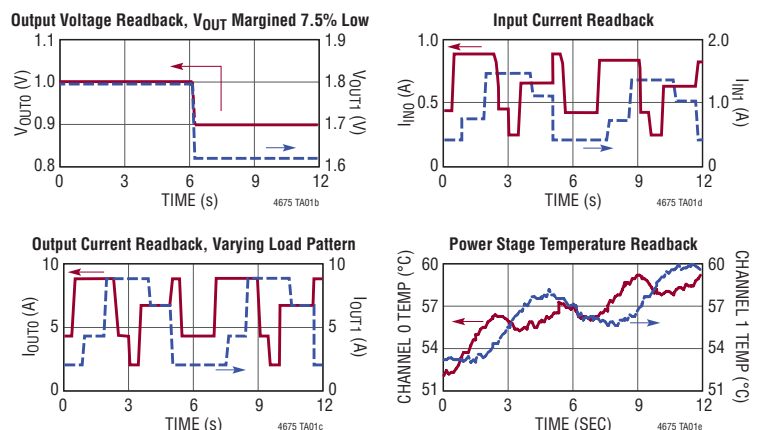 Output Voltage Readback, VOUT Margined 7.5% Low
1.1
1.0
0.9
0.8
VOUT0 (V)
1.9
1.8
1.7
1.6
VOUT1 (V)
0
3
6
9
12
TIME (s)
4675 TA01b
Input Current Readback
1.0
0.5
0
IIN0 (A)
2.0
1.0
0
IIN1 (A)
0
3
6
9
12
TIME (s)
4675 TA01d
Output Current Readback, Varying Load Pattern
10
5
0
IOUT0 (A)
10
5
0
IOUT1 (A)
0
3
6
9
12
TIME (s)
4675 TA01c
Power Stage Temperature Readback
60
57
54
51
CHANNEL 0 TEMP (°C)
60
57
54
51
CHANNEL 1 TEMP (°C)
0
3
6
9
12
TIME (SEC)
4675 TA01e